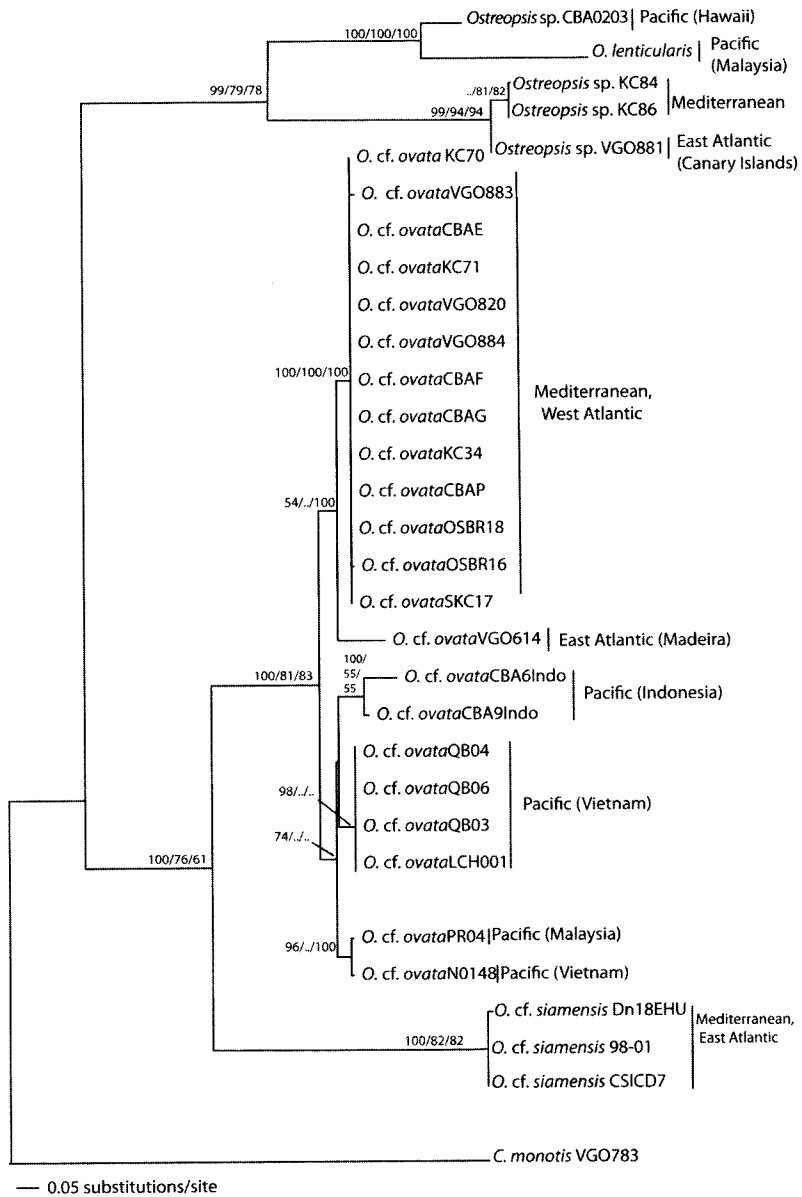 Ostreopsis sp. CBA0203 Pacific (Hawaii)
100/100/100
O. lenticularis Pacific
(Malaysia)
99/79/78
../81/82 Ostreopsis sp. KC84
Mediterranean
99/94/94 Ostreopsis sp. KC86
Ostreopsis sp. VGO881 East Atlantic
(Canary Islands)
O. cf. ovata KC70
O. cf. ovataVGO883
O. cf. ovataCBAE
O. cf. ovataKC71
O. cf. ovataVGO820
O. cf. ovataVGO884
100/100/100 O. cf. ovataCBAF
Mediterranean,
West Atlantic
O. cf. ovataCBAG
O. cf. ovataKC34
O. cf. ovataCBAP
54/../100
O. cf. ovataOSBR18
O. cf. ovataOSBR16
O. cf. ovataSKC17
O. cf. ovataVGO614 East Atlantic (Madeira)
100/81/83
100/
55/
55
O. cf. ovataCBA6Indo
Pacific (Indonesia)
O. cf. ovataCBA9Indo
O. cf. ovataQB04
O. cf. ovataQB06
98/../..
Pacific (Vietnam)
O. cf. ovataQB03
74/../..
O. cf. ovataLCH001
100/76/61
O. cf. ovataPR04 Pacific (Malaysia)
96/../100
O. cf. ovataN0148 Pacific (Vietnam)
O. cf. siamensis Dn18EHU
Mediterranean,
East Atlantic
100/82/82
O. cf. siamensis 98-01
O. cf. siamensis CSICD7
C. monotis VGO783
0.05 substitutions/site